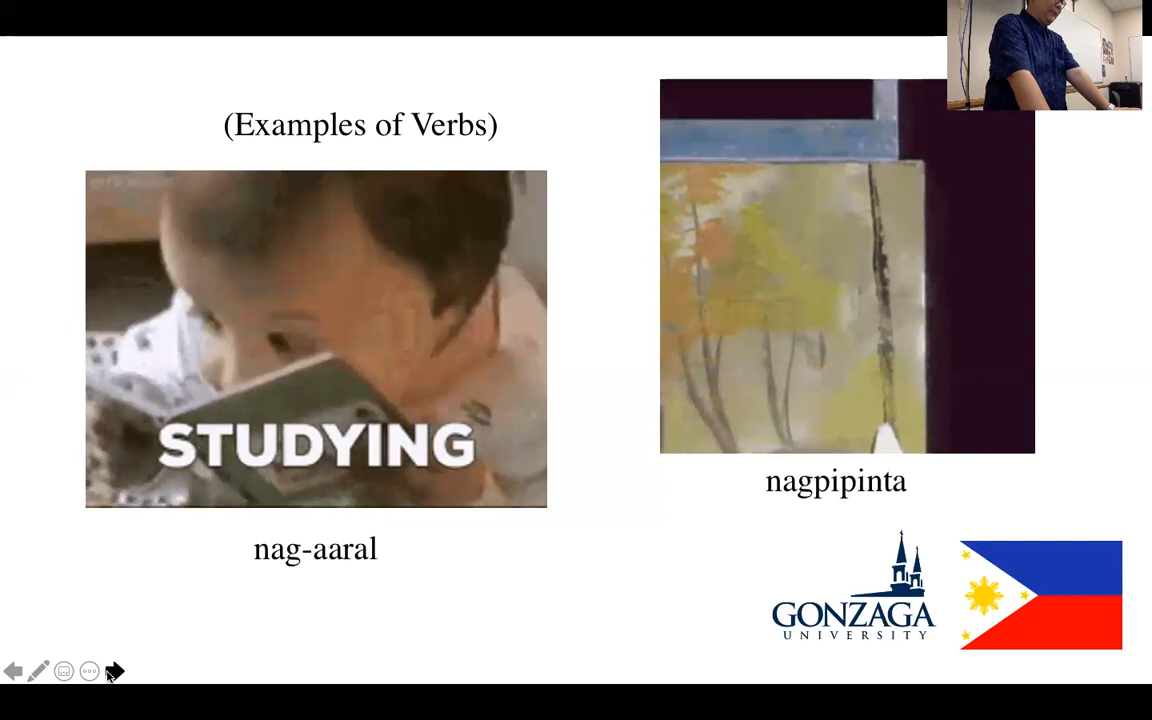 (Examples of Verbs)
STUDYING
nag-aaral
nagpipinta
GONZAGA
UNIVERSITY